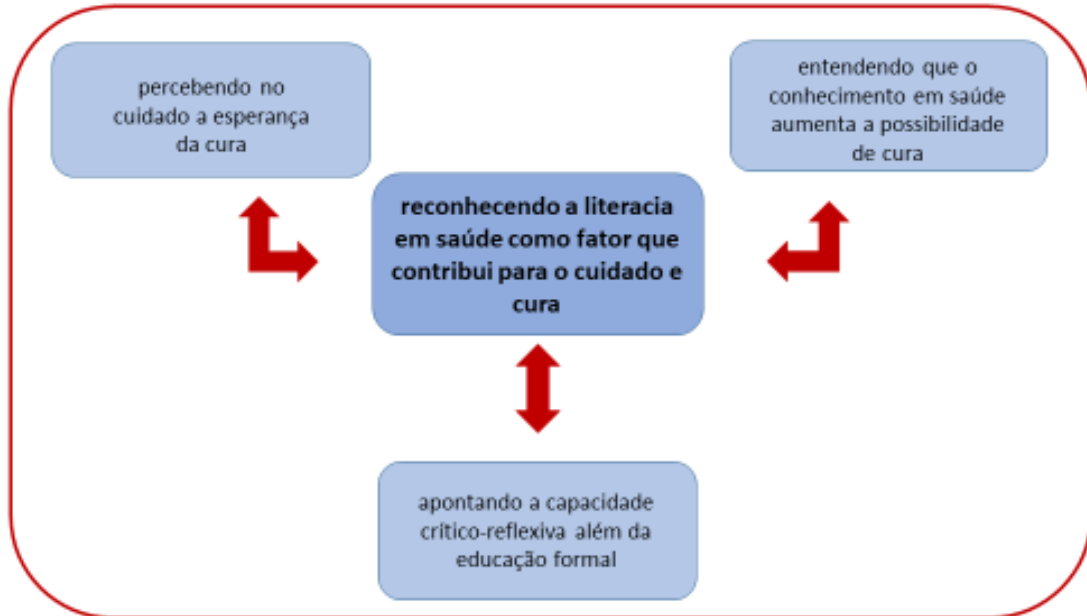 percebendo no
cuidado a esperança
da cura
entendendo que o
conhecimento em saúde
aumenta a possibilidade
de cura
reconhecendo a literacia
em saúde como fator que
contribui para o cuidado e
cura
apontando a capacidade
crítico-reflexiva além da
educação formal